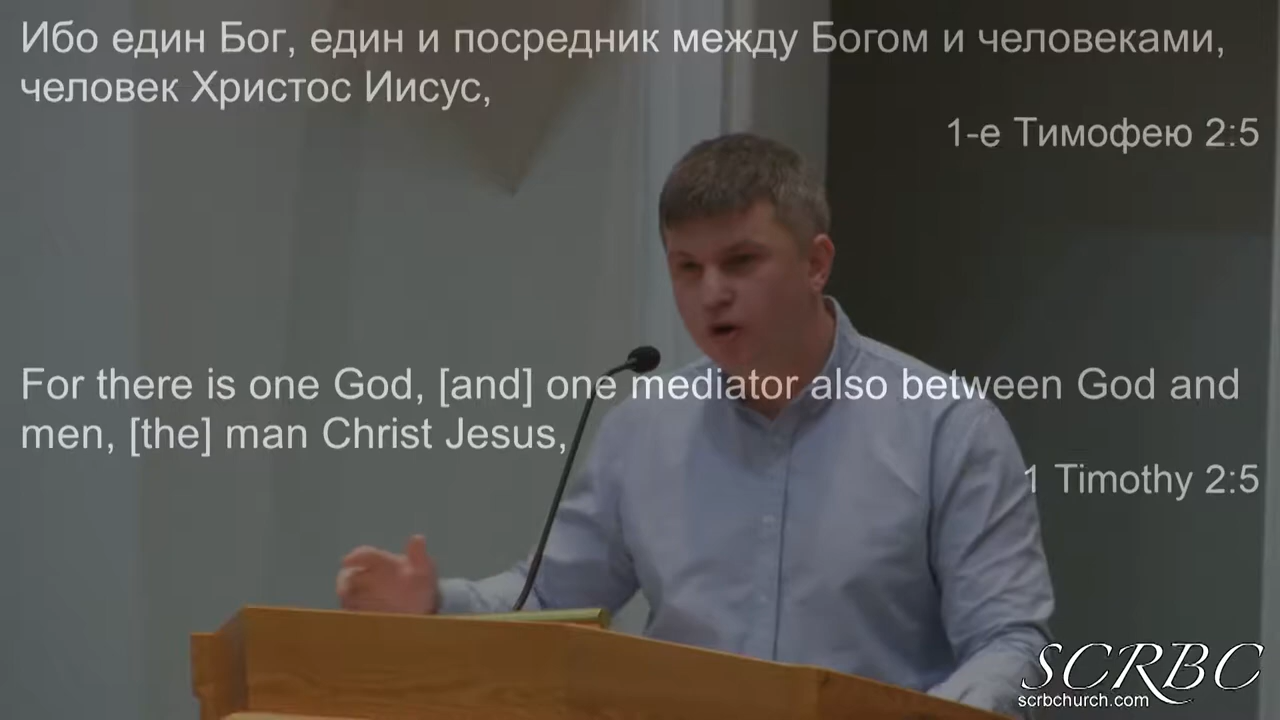 Ибо един Бог, един и посредник между Богом и человеками,
человек Христос Иисус,
1-е Тимофею 2:5
For there is one God, [and] one mediator also between God and
men, [the] man Christ Jesus,
1 Timothy 2:5
SCRBC
scrbchurch.com